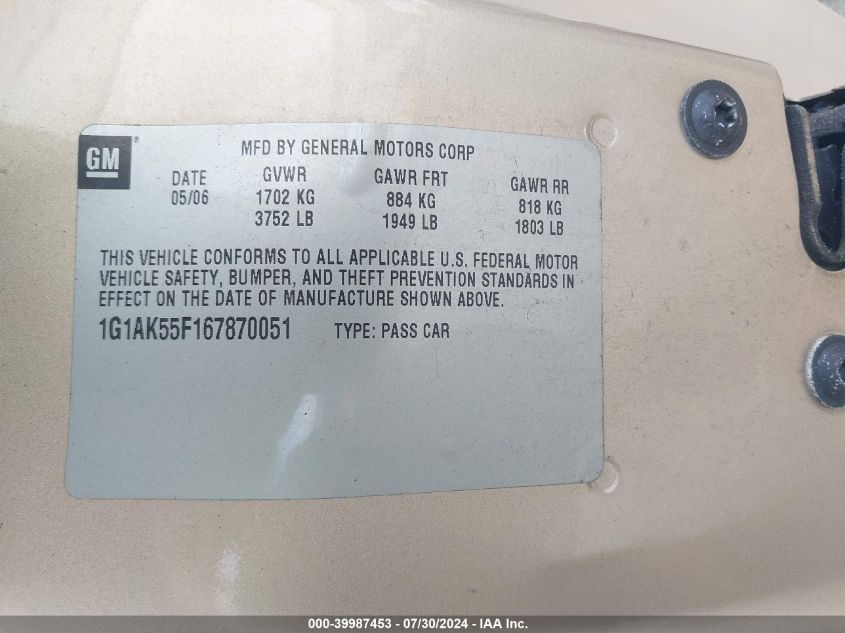 GM ®
MFD BY GENERAL MOTORS CORP
DATE GVWR GAWR FRT GAWR RR
05/06 1702 KG 884 KG 818 KG
3752 LB 1949 LB 1803 LB
THIS VEHICLE CONFORMS TO ALL APPLICABLE U.S. FEDERAL MOTOR
VEHICLE SAFETY, BUMPER, AND THEFT PREVENTION STANDARDS IN
EFFECT ON THE DATE OF MANUFACTURE SHOWN ABOVE.
1G1AK55F167870051 TYPE: PASS CAR
000-39987453 - 07/30/2024 - IAA Inc.